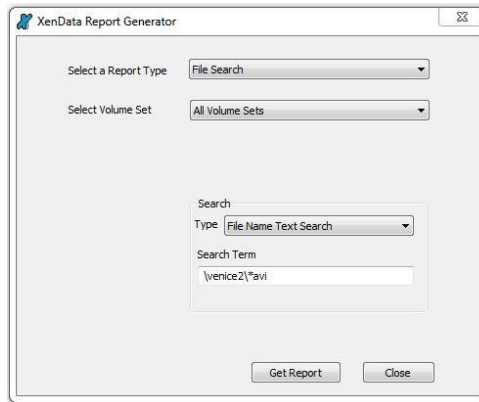 XenData Report Generator
Select a Report Type File Search
Select Volume Set All Volume Sets
Search
Type File Name Text Search
Search Term
\venice2\*avi
Get Report Close